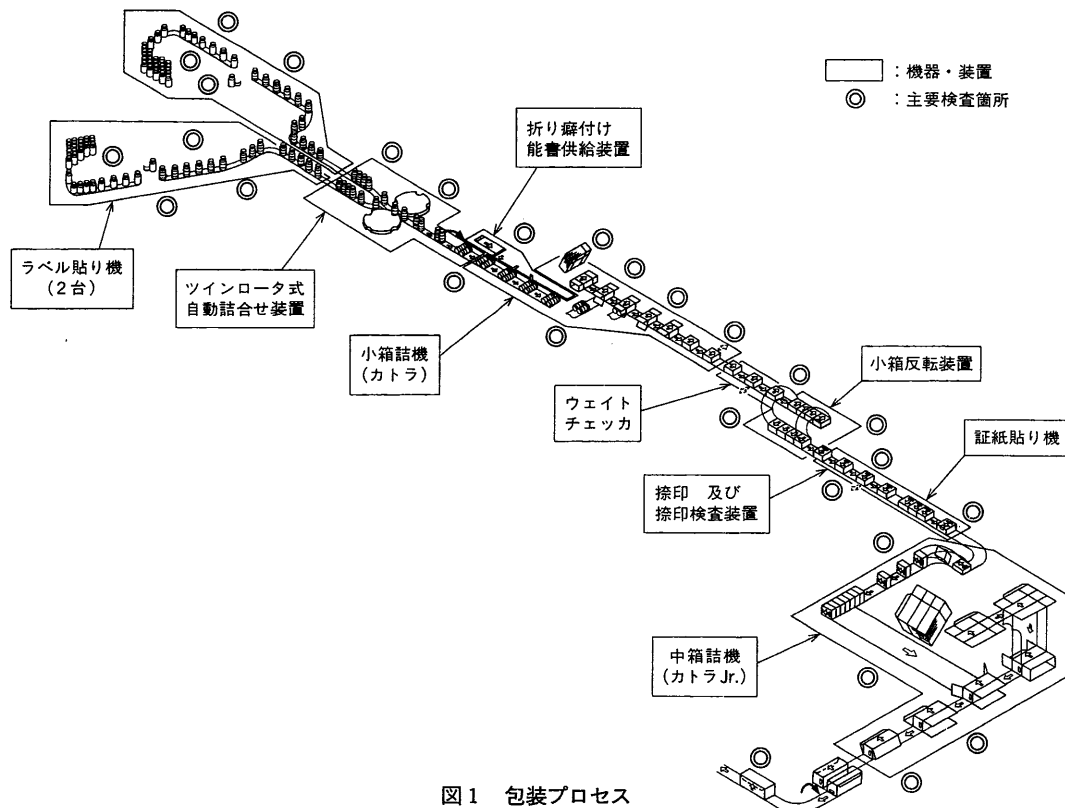 ：機器・装置
◎：主要検査箇所
折り癖付け
能書供給装置
ラベル貼り機
(2台)
ツインロータ式
自動詰合せ装置
小箱詰機
(カトラ)
ウェイト
チェッカ
小箱反転装置
捺印 及び
捺印検査装置
証紙貼り機
中箱詰機
(カトラJr.)
図1 包装プロセス